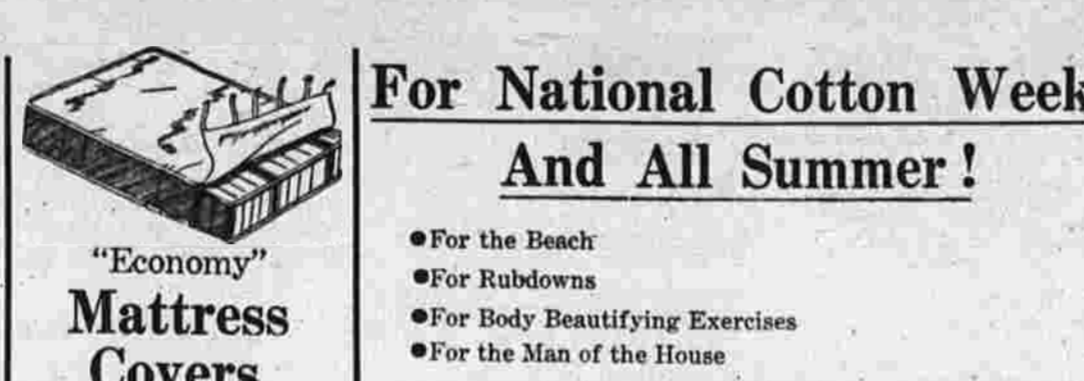 For National Cotton Week
And All Summer!
●For the Beach
●For Rubdowns
●For Body Beautifying Exercises
●For the Man of the House
"Economy"
Mattress
Covers